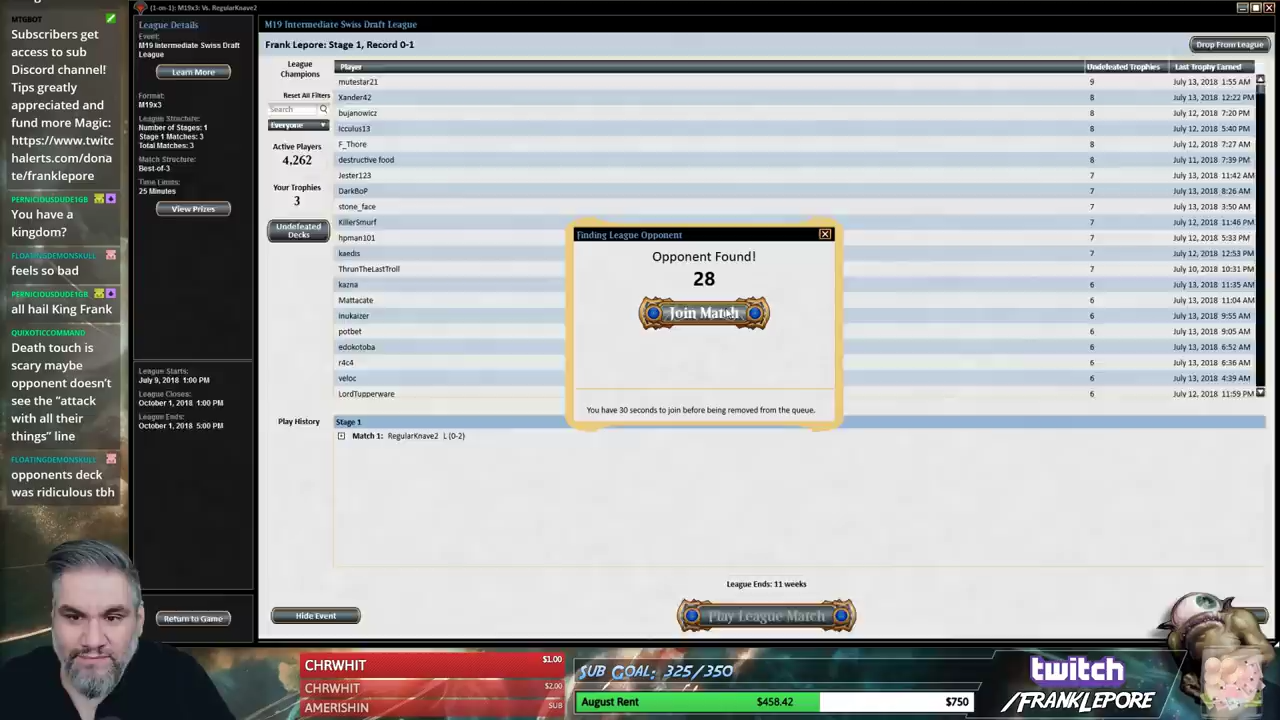 MTGBOT
Subscribers get
access to sub
Discord channel!
Tips greatly
appreciated and
fund more Magic:
https://www.twitc
halerts.com/dona
te/franklepore
PERNICIOUSDUDE1GB
You have a
kingdom?
FLOATINGDEMONSKULL
feels so bad
PERNICIOUSDUDE1GB
all hail King Frank
QUIXOTICCOMMAND
Death touch is
scary maybe
opponent doesn't
see the "attack
with all their
things" line
FLOATINGDEMONSKULL
opponents deck
was ridiculous tbh
(1-on-1): M19x3: Vs. RegularKnave2
League Details
Event:
M19 Intermediate Swiss Draft
League
Learn More
Format:
M19x3
League Structure:
Number of Stages: 1
Stage 1 Matches: 3
Total Matches: 3
Match Structure:
Best-of-3
Time Limits:
25 Minutes
View Prizes
League Starts:
July 9, 2018 1:00 PM
League Closes:
October 1, 2018 1:00 PM
League Ends:
October 1, 2018 5:00 PM
Return to Game
M19 Intermediate Swiss Draft League
Frank Lepore: Stage 1, Record 0-1
Drop From League
League
Champions
Reset All Filters
Search
Everyone
Active Players
4,262
Your Trophies
3
Undefeated
Decks
Player Undefeated Trophies Last Trophy Earned
mutestar21 9 July 13, 2018 1:55 AM
Xander42 8 July 13, 2018 12:22 PM
bujanowicz 8 July 12, 2018 7:20 PM
Icculus13 8 July 12, 2018 5:40 PM
F_Thore 8 July 12, 2018 7:27 AM
destructive food 8 July 11, 2018 7:39 PM
Jester123 7 July 13, 2018 11:42 AM
DarkBoP 7 July 13, 2018 8:26 AM
stone_face 7 July 13, 2018 3:50 AM
KillerSmurf 7 July 12, 2018 11:46 PM
hpman101 7 July 12, 2018 5:33 PM
kaedis 7 July 12, 2018 12:53 PM
ThrunTheLastTroll 7 July 10, 2018 10:31 PM
kazna 6 July 13, 2018 11:35 AM
Mattacate 6 July 13, 2018 11:04 AM
inukaizer 6 July 13, 2018 9:55 AM
potbet 6 July 13, 2018 9:05 AM
edokotoba 6 July 13, 2018 6:52 AM
r4c4 6 July 13, 2018 6:36 AM
veloc 6 July 13, 2018 4:39 AM
LordTupperware 6 July 12, 2018 11:59 PM
Finding League Opponent
Opponent Found!
28
Join Match
You have 30 seconds to join before being removed from the queue.
Play History
Stage 1
Match 1: RegularKnave2 L (0-2)
League Ends: 11 weeks
Hide Event
Play League Match
CHRWHIT $1.00
CHRWHIT $2.00
AMERISHIN SUB
SUB GOAL: 325/350
August Rent $458.42 $750
twitch
/FRANKLEPORE